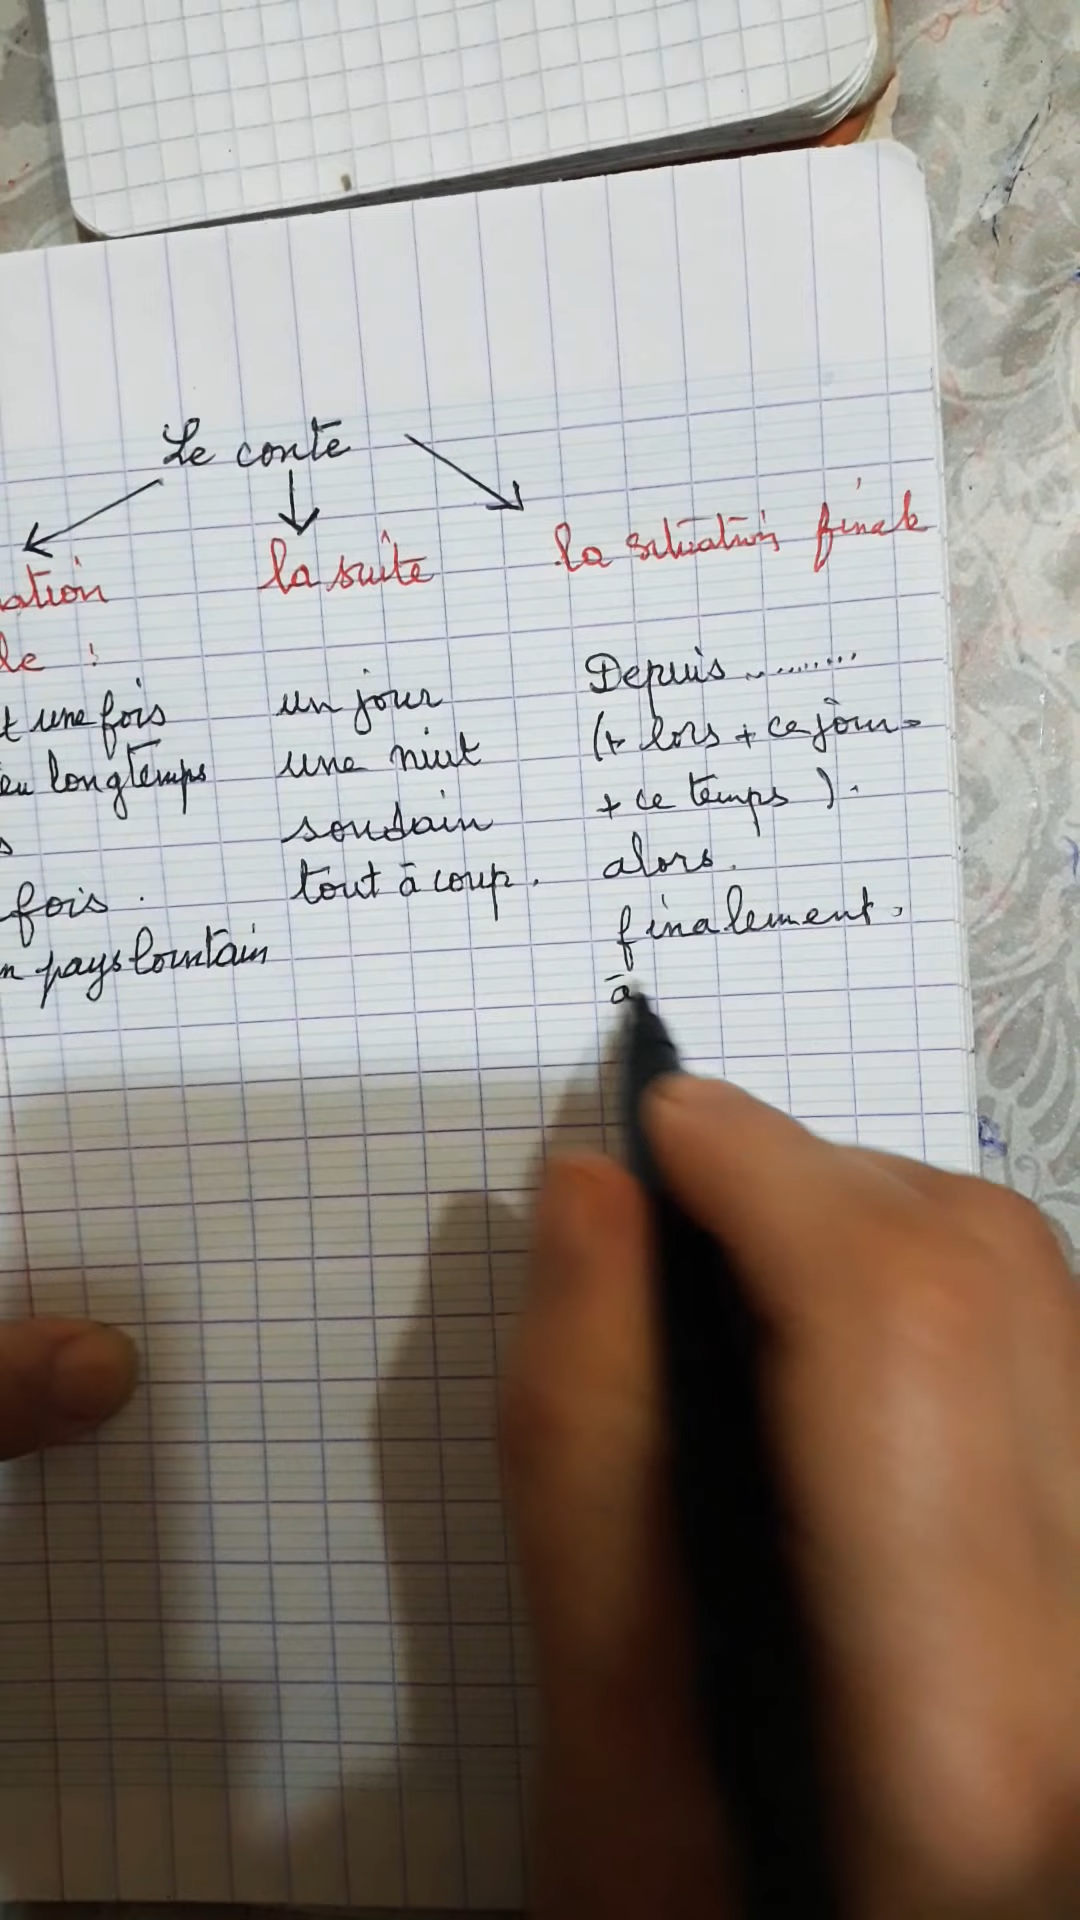 Le conte
ation
le :
t une fois
eu longtemps
s
fois.
n pays lointain
la suite
un jour
une nuit
soudain
tout à coup.
la situation finale
Depuis ..........
(+ lors + ce jour-
+ ce temps ).
alors.
finalement.
à